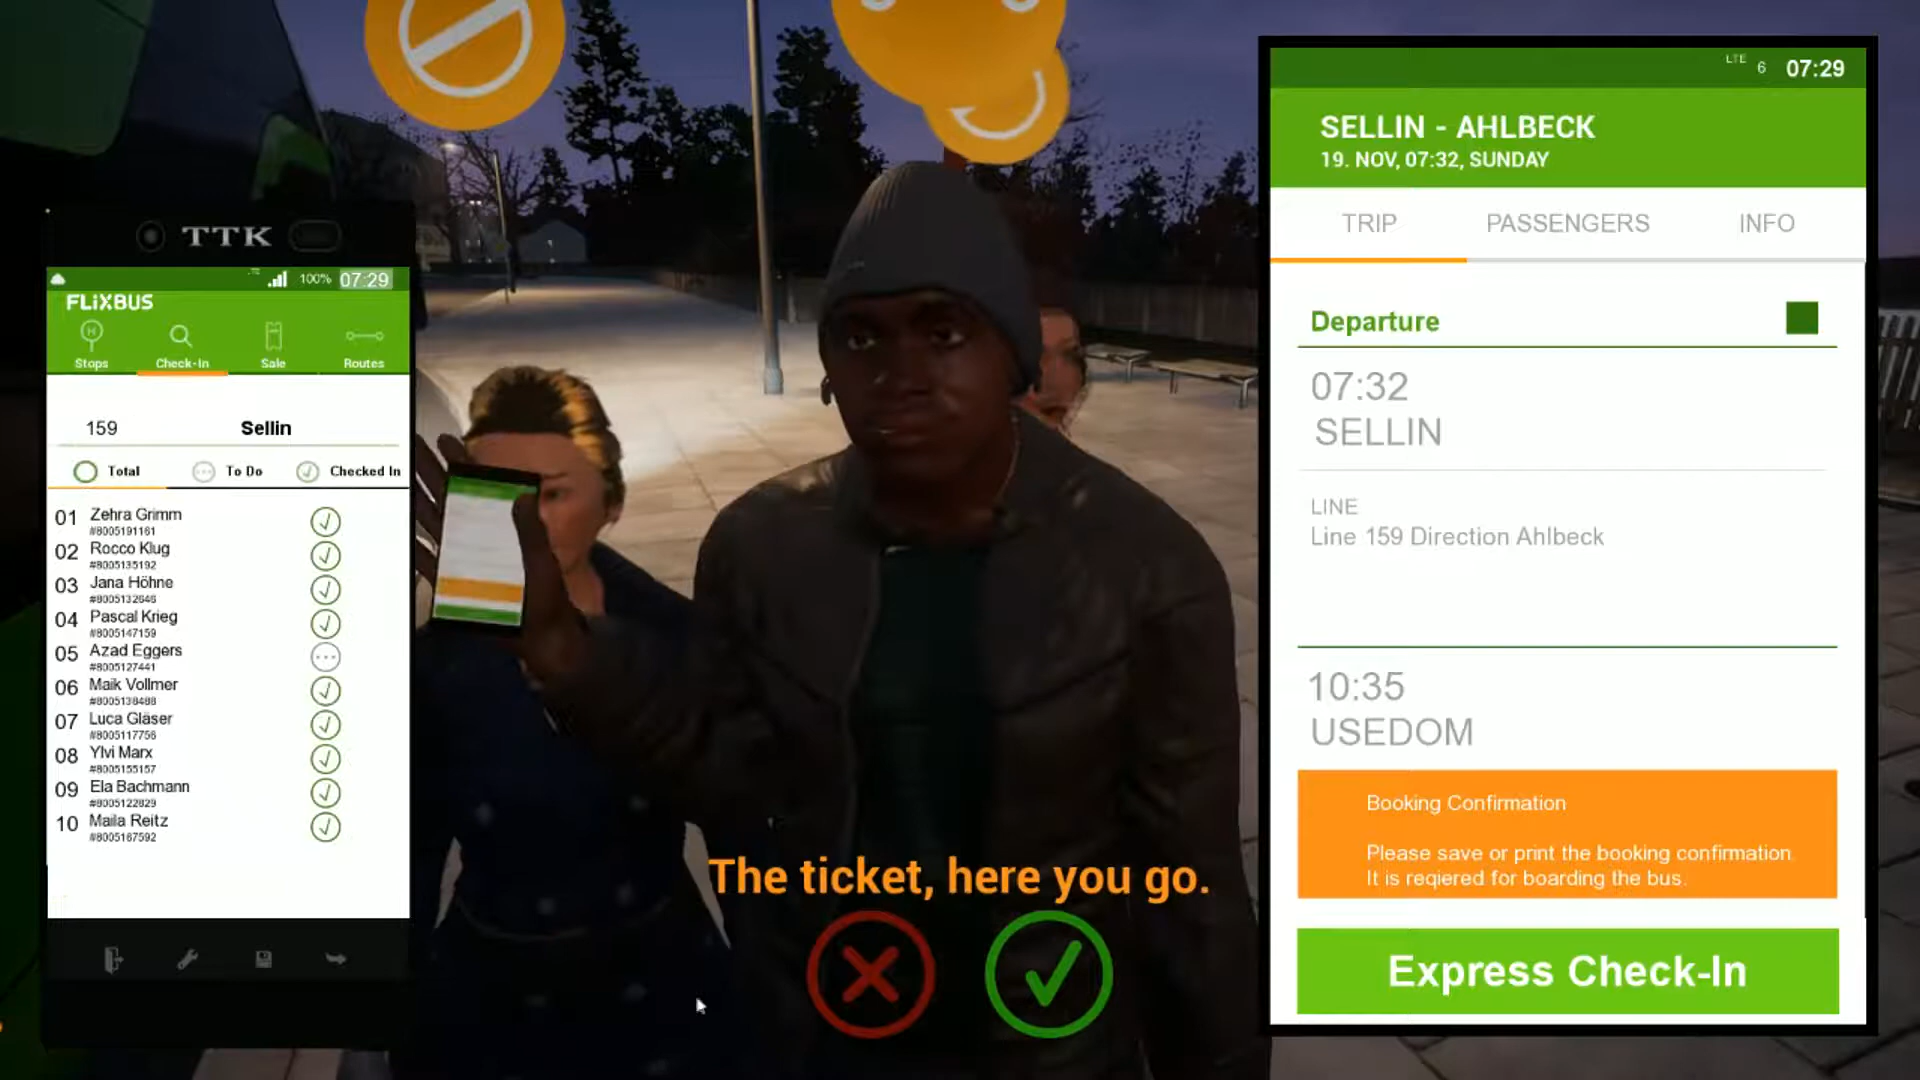 TTK
100% 07:29
FLiXBUS
Stops Check-In Sale Routes
159 Sellin
Total To Do Checked In
01 Zehra Grimm
#8005191161
02 Rocco Klug
#8005135192
03 Jana Höhne
#8005132646
04 Pascal Krieg
#8005147159
05 Azad Eggers
#8005127441
06 Maik Vollmer
#8005138488
07 Luca Gläser
#8005117756
08 Ylvi Marx
#8005155157
09 Ela Bachmann
#8005122829
10 Maila Reitz
#8005187592
The ticket, here you go.
LTE 6 07:29
SELLIN - AHLBECK
19. NOV, 07:32, SUNDAY
TRIP PASSENGERS INFO
Departure
07:32
SELLIN
LINE
Line 159 Direction Ahlbeck
10:35
USEDOM
Booking Confirmation
Please save or print the booking confirmation.
It is reqiered for boarding the bus.
Express Check-In